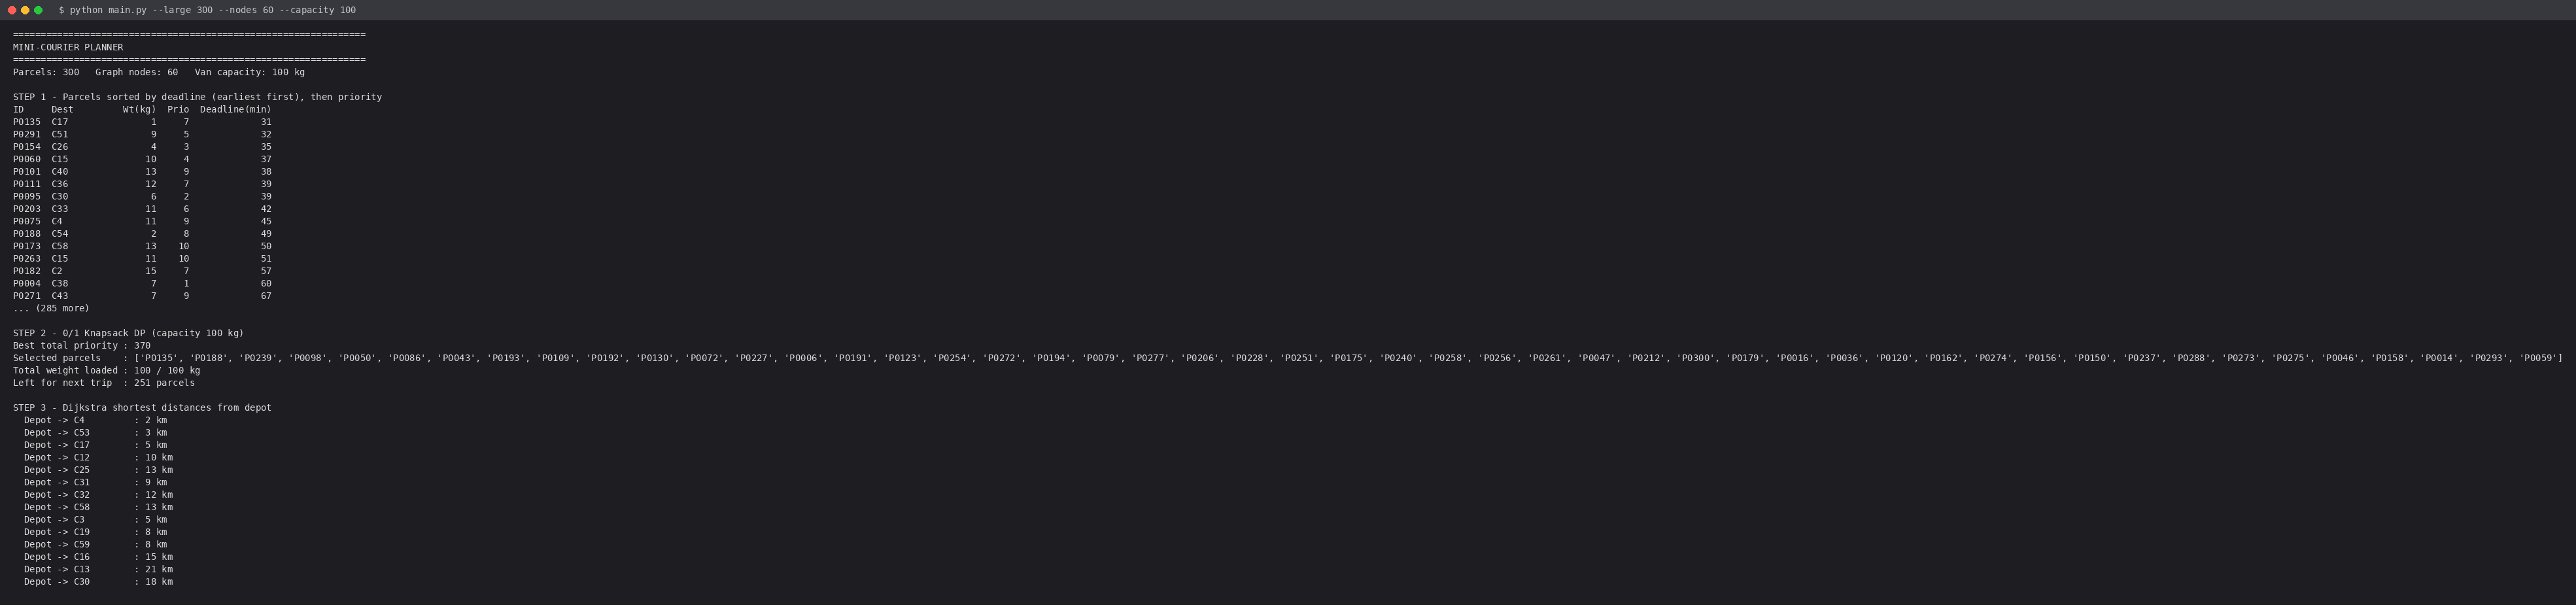 $ python main.py --large 300 --nodes 60 --capacity 100
================================================================
MINI-COURIER PLANNER
================================================================
Parcels: 300   Graph nodes: 60   Van capacity: 100 kg
STEP 1 - Parcels sorted by deadline (earliest first), then priority
ID     Dest         Wt(kg)  Prio  Deadline(min)
P0135  C17               1     7             31
P0291  C51               9     5             32
P0154  C26               4     3             35
P0060  C15              10     4             37
P0101  C40              13     9             38
P0111  C36              12     7             39
P0095  C30               6     2             39
P0203  C33              11     6             42
P0075  C4               11     9             45
P0188  C54               2     8             49
P0173  C58              13    10             50
P0263  C15              11    10             51
P0182  C2               15     7             57
P0004  C38               7     1             60
P0271  C43               7     9             67
... (285 more)
STEP 2 - 0/1 Knapsack DP (capacity 100 kg)
Best total priority : 370
Selected parcels    : ['P0135', 'P0188', 'P0239', 'P0098', 'P0050', 'P0086', 'P0043', 'P0193', 'P0109', 'P0192', 'P0130', 'P0072', 'P0227', 'P0006', 'P0191', 'P0123', 'P0254', 'P0272', 'P0194', 'P0079', 'P0277', 'P0206', 'P0228', 'P0251', 'P0175', 'P0240', 'P0258', 'P0256', 'P0261', 'P0047', 'P0212', 'P0300', 'P0179', 'P0016', 'P0036', 'P0120', 'P0162', 'P0274', 'P0156', 'P0150', 'P0237', 'P0288', 'P0273', 'P0275', 'P0046', 'P0158', 'P0014', 'P0293', 'P0059']
Total weight loaded : 100 / 100 kg
Left for next trip  : 251 parcels
STEP 3 - Dijkstra shortest distances from depot
  Depot -> C4         : 2 km
  Depot -> C53        : 3 km
  Depot -> C17        : 5 km
  Depot -> C12        : 10 km
  Depot -> C25        : 13 km
  Depot -> C31        : 9 km
  Depot -> C32        : 12 km
  Depot -> C58        : 13 km
  Depot -> C3         : 5 km
  Depot -> C19        : 8 km
  Depot -> C59        : 8 km
  Depot -> C16        : 15 km
  Depot -> C13        : 21 km
  Depot -> C30        : 18 km